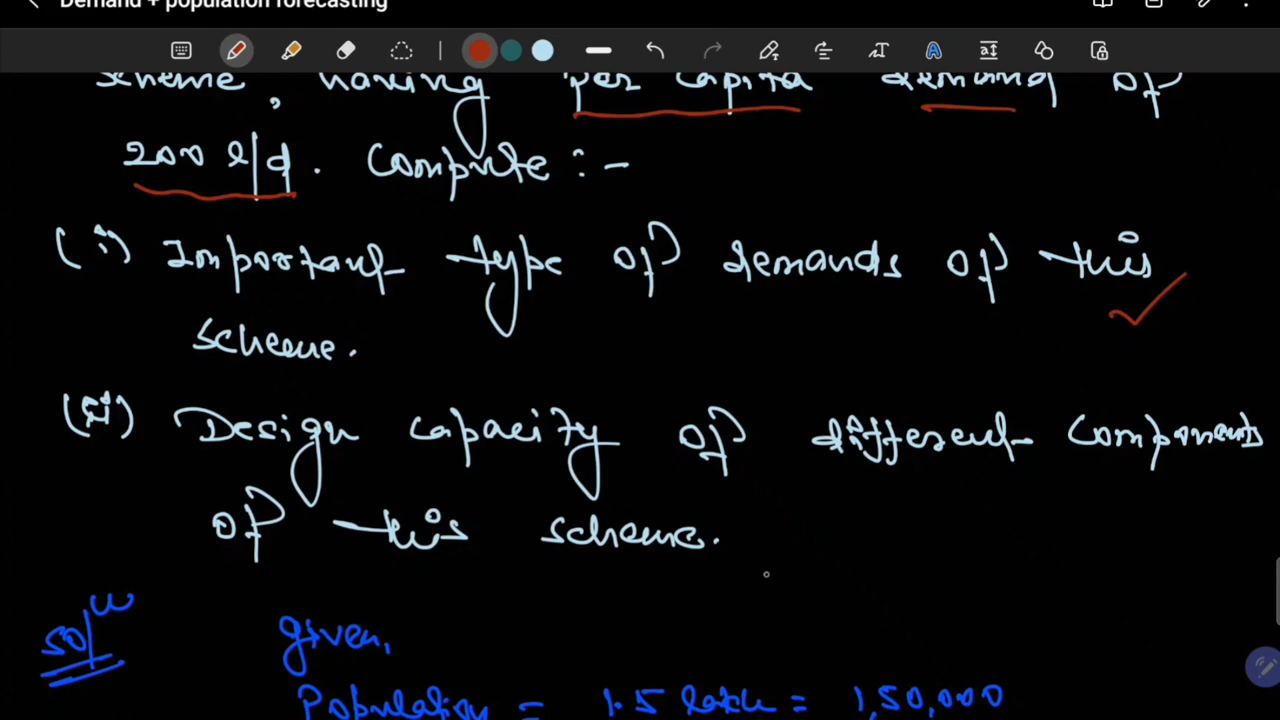 Demand + population forecasting
scheme, having per capita demand of
200 l/d. Compute :-
(i) Important type of demands of this
scheme.
(ii) Design capacity of different components
of this scheme.
Sol^n given,
Population = 1.5 lakh = 1,50,000